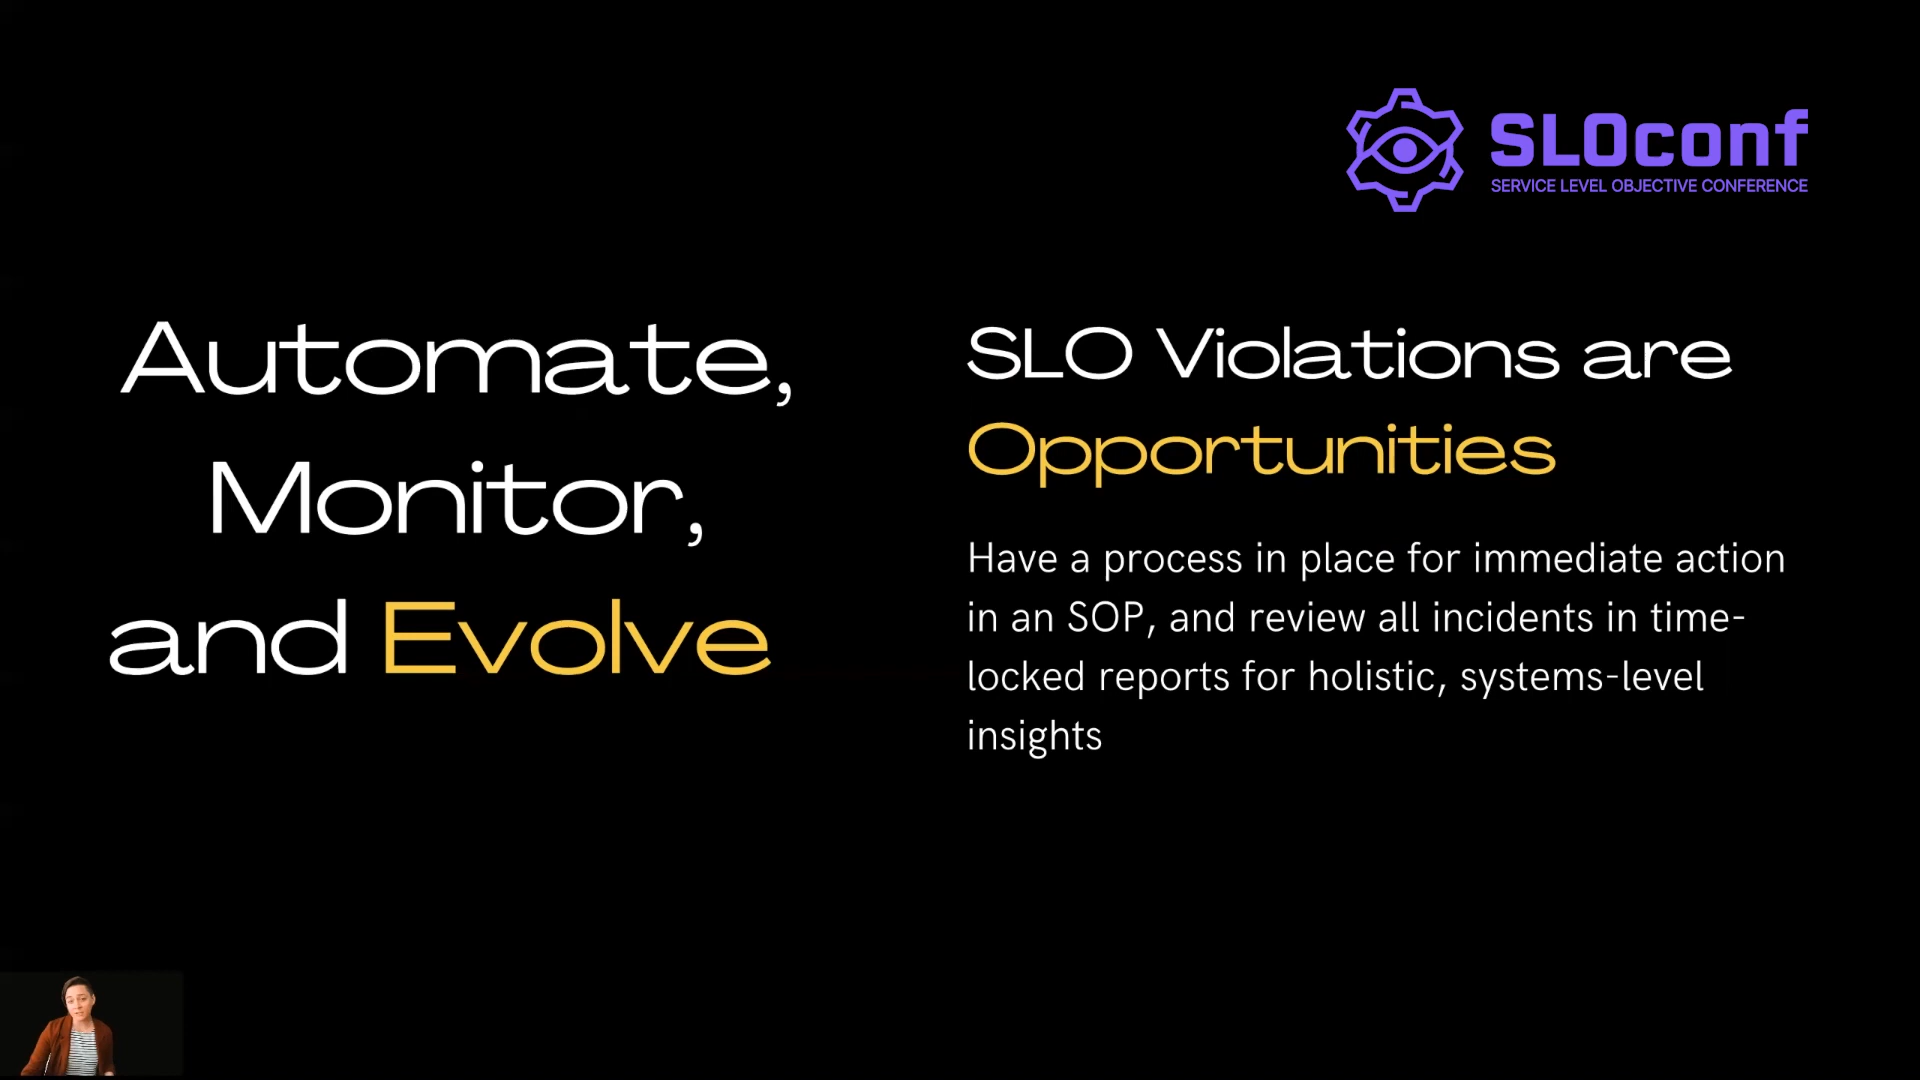 SLOconf
SERVICE LEVEL OBJECTIVE CONFERENCE
Automate,
Monitor,
and Evolve
SLO Violations are
Opportunities
Have a process in place for immediate action
in an SOP, and review all incidents in time-
locked reports for holistic, systems-level
insights